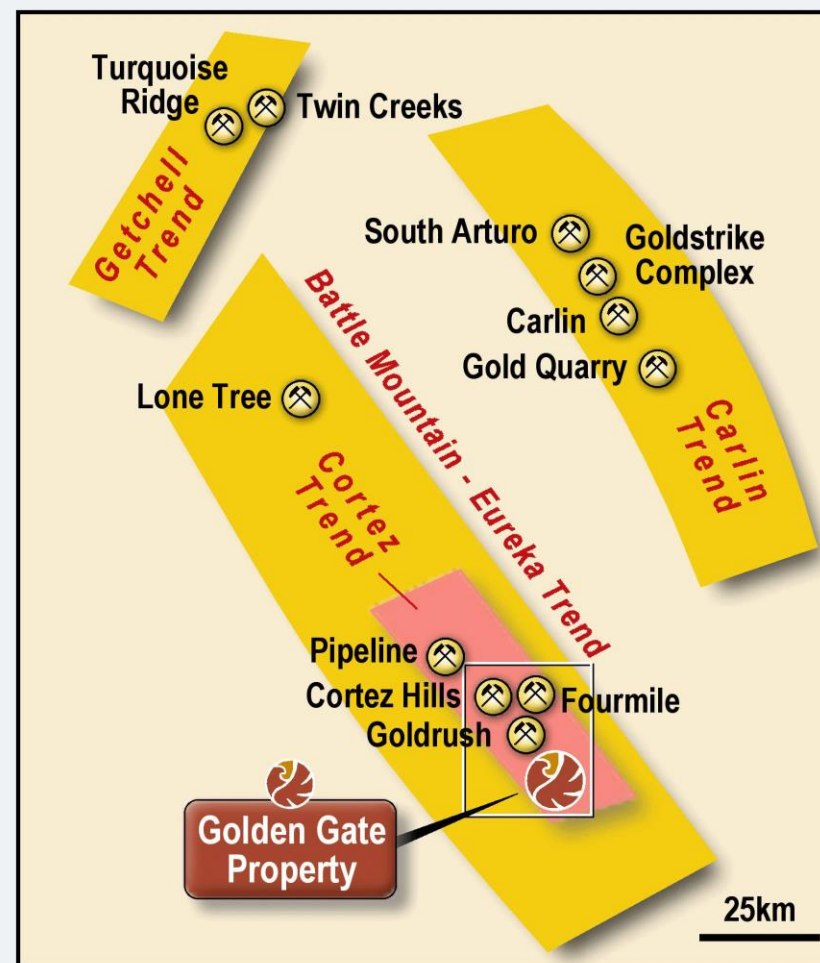 Turquoise
Ridge
Twin Creeks
Getchell
Trend
South Arturo
Goldstrike
Complex
Carlin
Gold Quarry
Carlin
Trend
Battle Mountain - Eureka Trend
Lone Tree
Cortez
Trend
Pipeline
Cortez Hills
Fourmile
Goldrush
Golden Gate
Property
25km